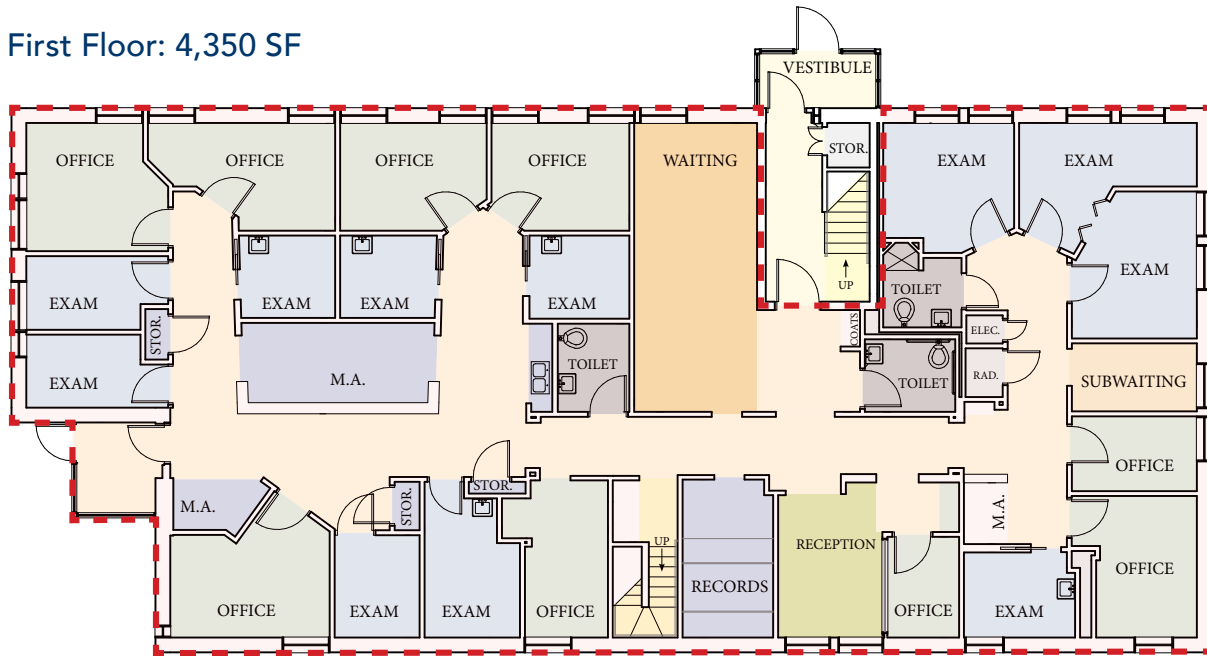 First Floor: 4,350 SF
VESTIBULE
OFFICE
OFFICE
OFFICE
OFFICE
WAITING
STOR.
EXAM
EXAM
UP
EXAM
EXAM
EXAM
EXAM
EXAM
TOILET
EXAM
STOR.
COATS
ELEC.
M.A.
TOILET
RAD.
TOILET
SUBWAITING
EXAM
OFFICE
STOR.
M.A.
STOR.
M.A.
UP
RECEPTION
OFFICE
RECORDS
OFFICE
EXAM
EXAM
OFFICE
OFFICE
EXAM